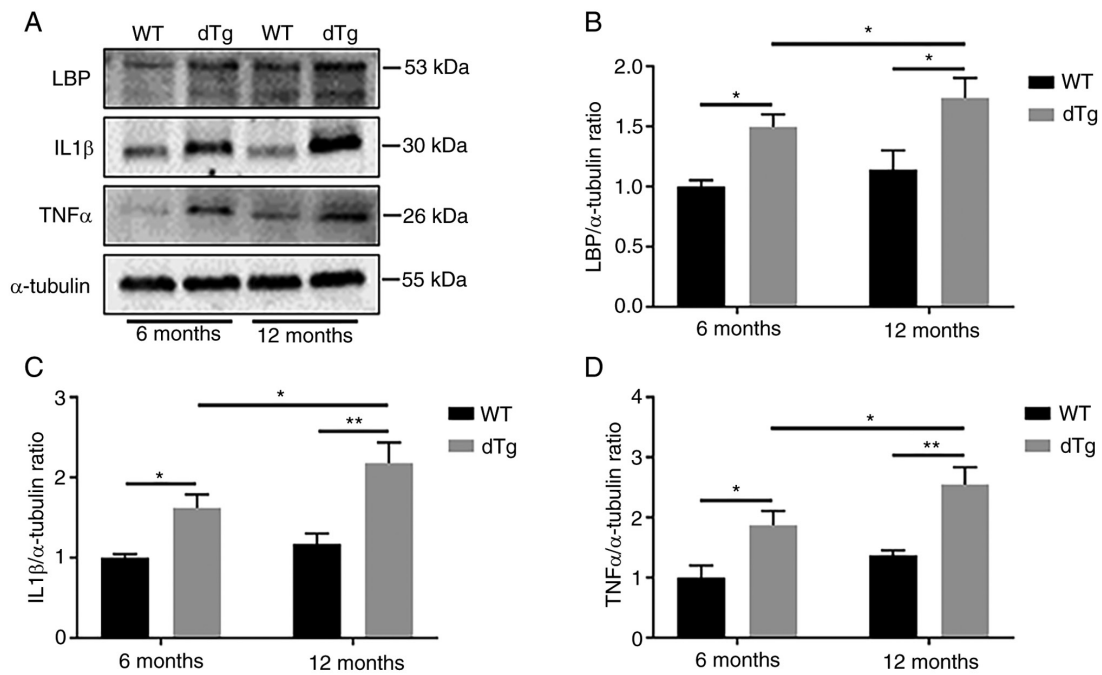 A
WT dTg WT dTg
LBP
53 kDa
IL1β
30 kDa
TNFα
26 kDa
α-tubulin
55 kDa
6 months 12 months
B
*
*
*
2.0
1.5
1.0
0.5
0.0
LBP/α-tubulin ratio
6 months 12 months
WT
dTg
C
*
**
*
3
2
1
0
IL1β/α-tubulin ratio
6 months 12 months
WT
dTg
D
*
**
*
4
3
2
1
0
TNFα/α-tubulin ratio
6 months 12 months
WT
dTg